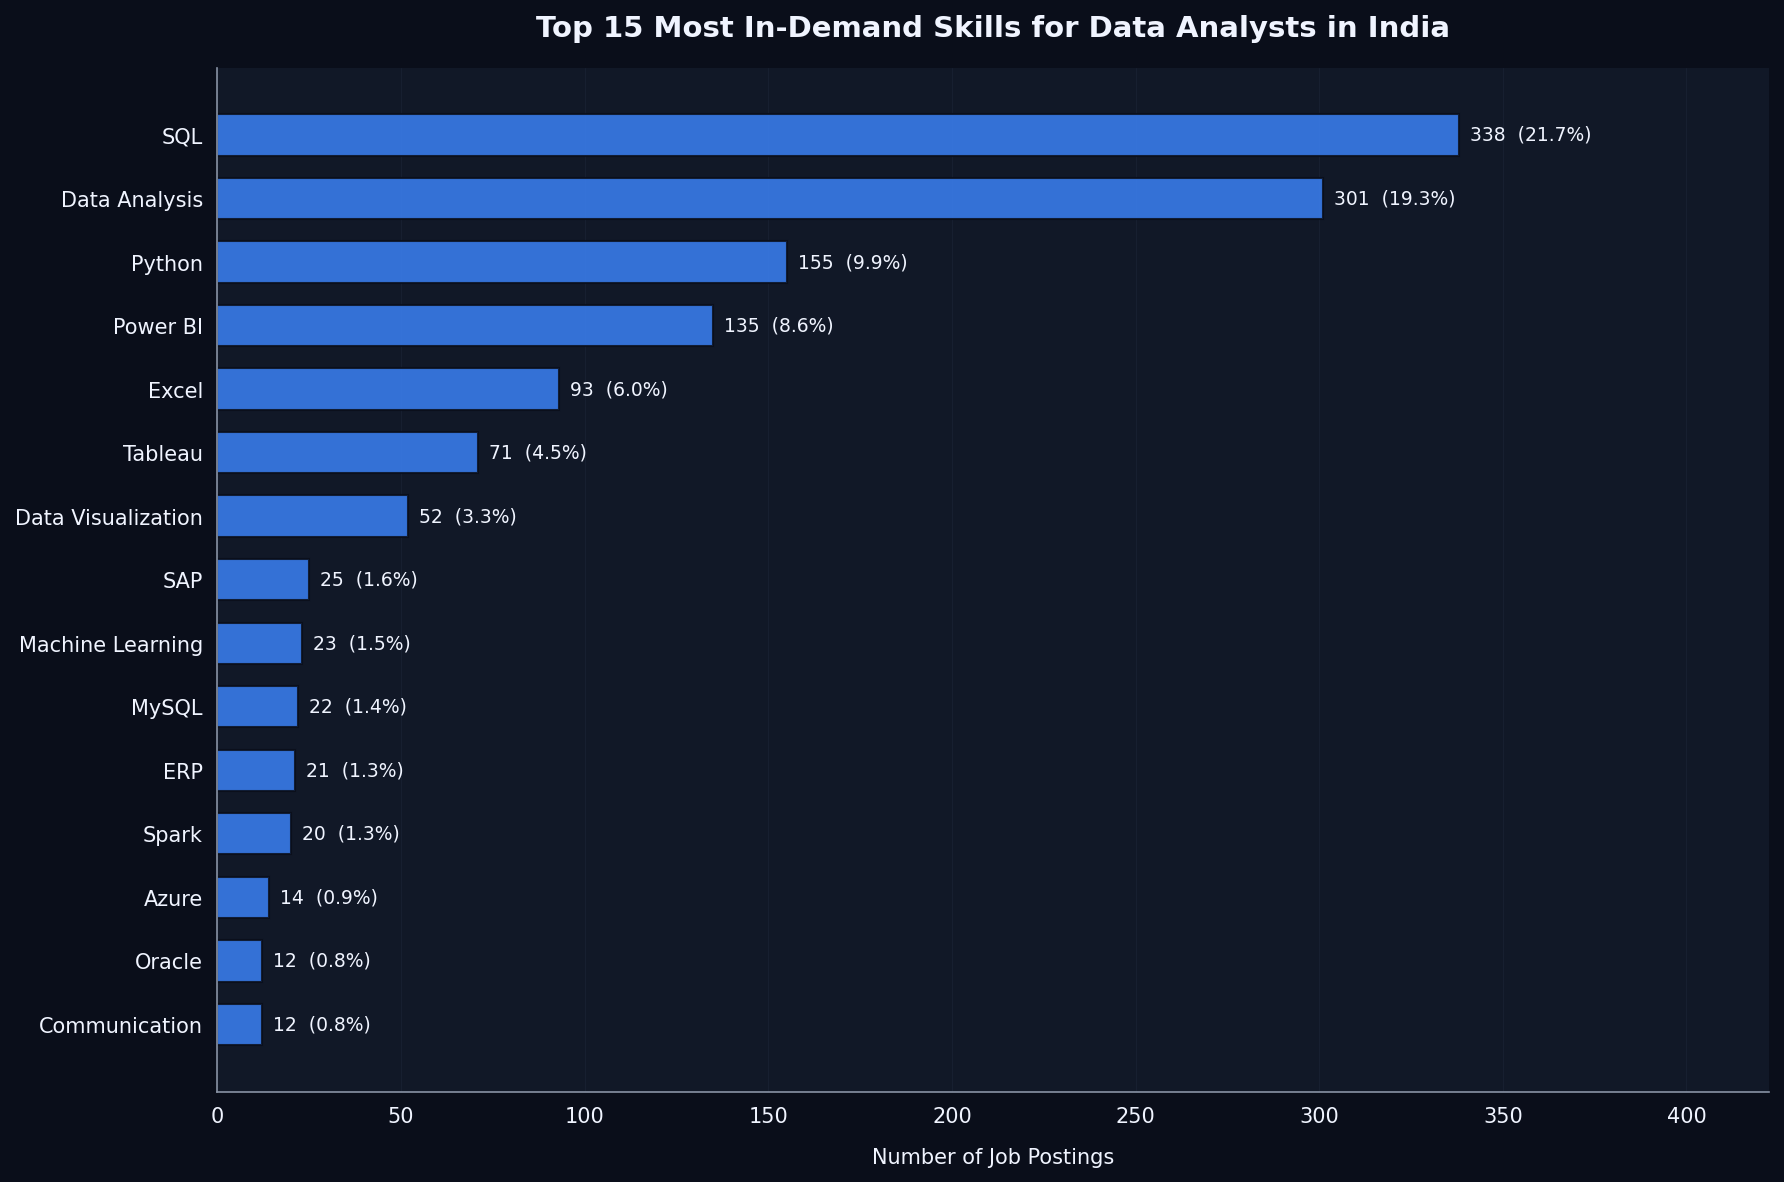 Top 15 Most In-Demand Skills for Data Analysts in India
SQL 338 (21.7%)
Data Analysis 301 (19.3%)
Python 155 (9.9%)
Power BI 135 (8.6%)
Excel 93 (6.0%)
Tableau 71 (4.5%)
Data Visualization 52 (3.3%)
SAP 25 (1.6%)
Machine Learning 23 (1.5%)
MySQL 22 (1.4%)
ERP 21 (1.3%)
Spark 20 (1.3%)
Azure 14 (0.9%)
Oracle 12 (0.8%)
Communication 12 (0.8%)
0 50 100 150 200 250 300 350 400
Number of Job Postings